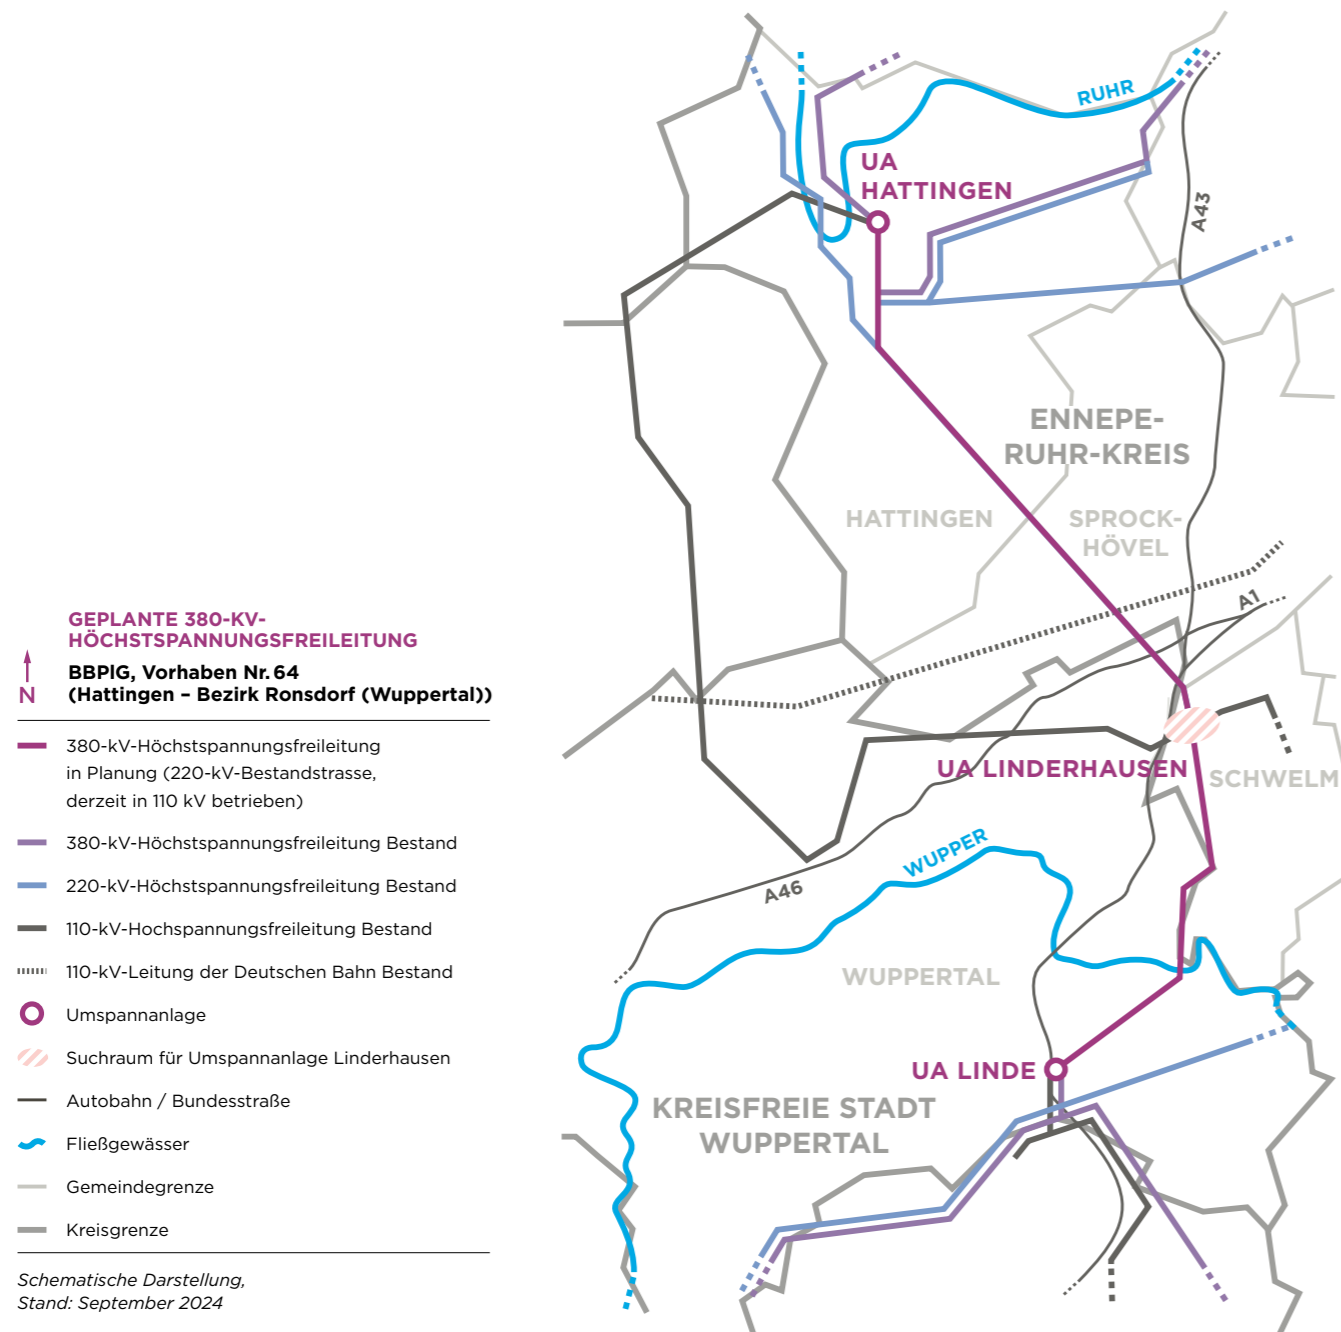 GEPLANTE 380-KV-
HÖCHSTSPANNUNGSFREILEITUNG
BBPlG, Vorhaben Nr. 64
(Hattingen – Bezirk Ronsdorf (Wuppertal))
N
380-kV-Höchstspannungsfreileitung
in Planung (220-kV-Bestandstrasse,
derzeit in 110 kV betrieben)
380-kV-Höchstspannungsfreileitung Bestand
220-kV-Höchstspannungsfreileitung Bestand
110-kV-Hochspannungsfreileitung Bestand
110-kV-Leitung der Deutschen Bahn Bestand
Umspannanlage
Suchraum für Umspannanlage Linderhausen
Autobahn / Bundesstraße
Fließgewässer
Gemeindegrenze
Kreisgrenze
Schematische Darstellung,
Stand: September 2024
RUHR
UA
HATTINGEN
A43
ENNEPE-
RUHR-KREIS
HATTINGEN
SPROCK-
HÖVEL
A1
UA LINDERHAUSEN
SCHWELM
WUPPER
A46
WUPPERTAL
UA LINDE
KREISFREIE STADT
WUPPERTAL